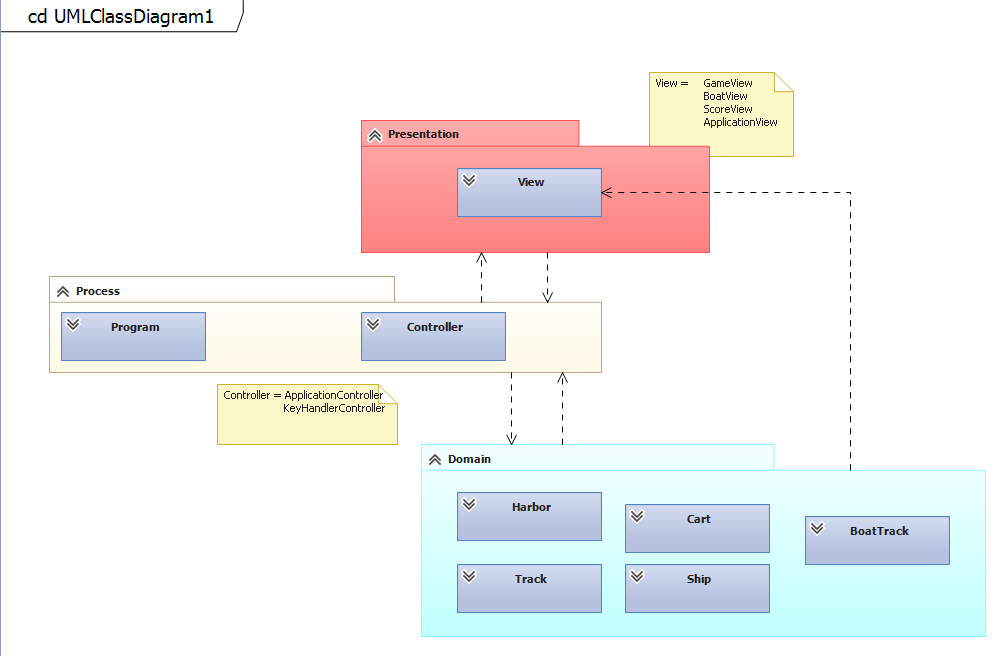 cd UMLClassDiagram1
View = GameView
BoatView
ScoreView
ApplicationView
Presentation
View
Process
Program
Controller
Controller = ApplicationController
KeyHandlerController
Domain
Harbor
Cart
BoatTrack
Track
Ship